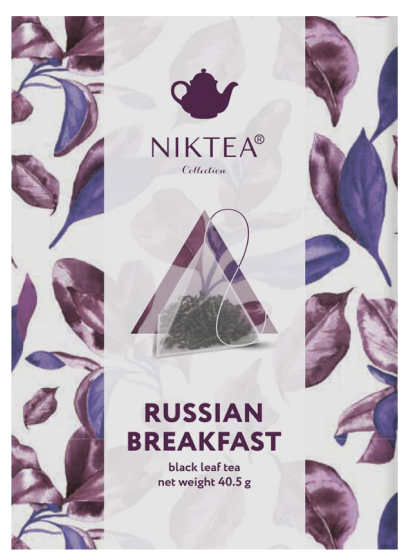 NIKTEA®
Collection
RUSSIAN
BREAKFAST
black leaf tea
net weight 40.5 g